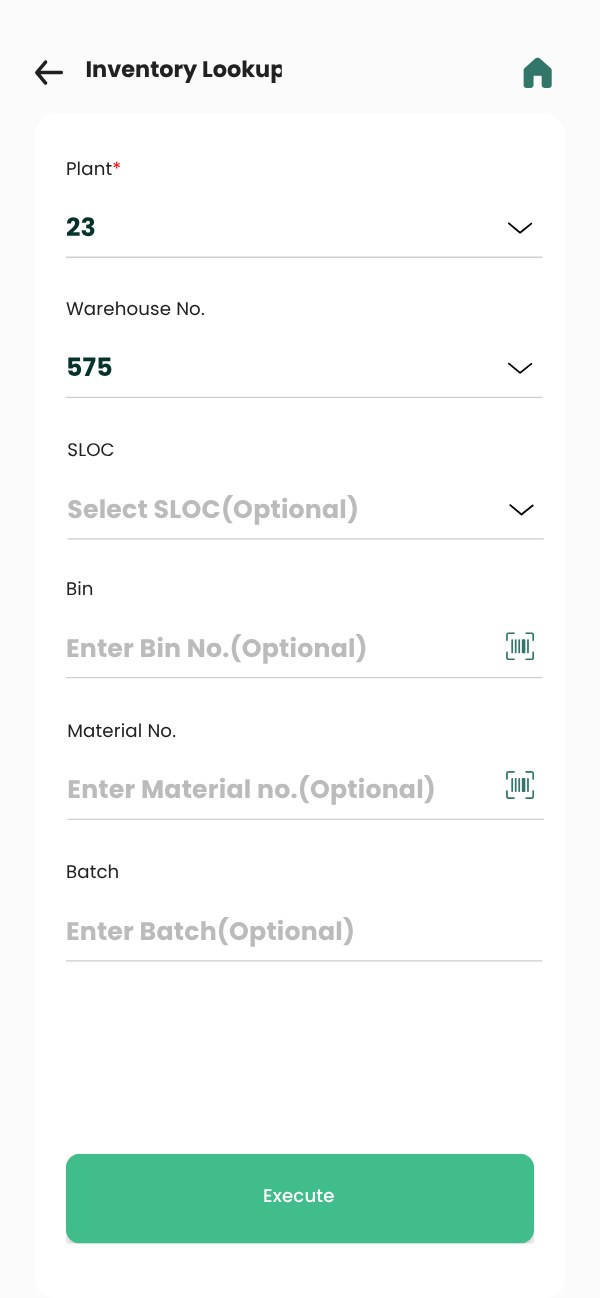 Inventory Lookup
Plant*
23
Warehouse No.
575
SLOC
Select SLOC(Optional)
Bin
Enter Bin No.(Optional)
Material No.
Enter Material no.(Optional)
Batch
Enter Batch(Optional)
Execute